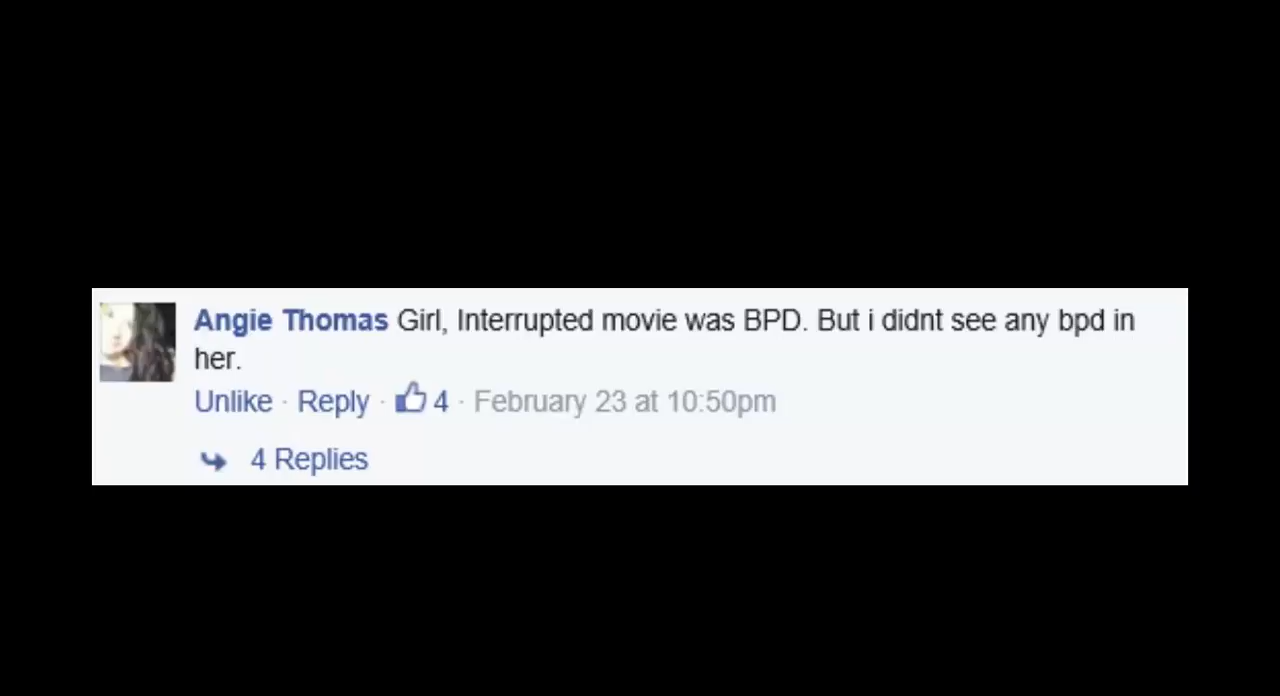 Angie Thomas Girl, Interrupted movie was BPD. But i didnt see any bpd in
her.
Unlike · Reply · 4 · February 23 at 10:50pm
4 Replies